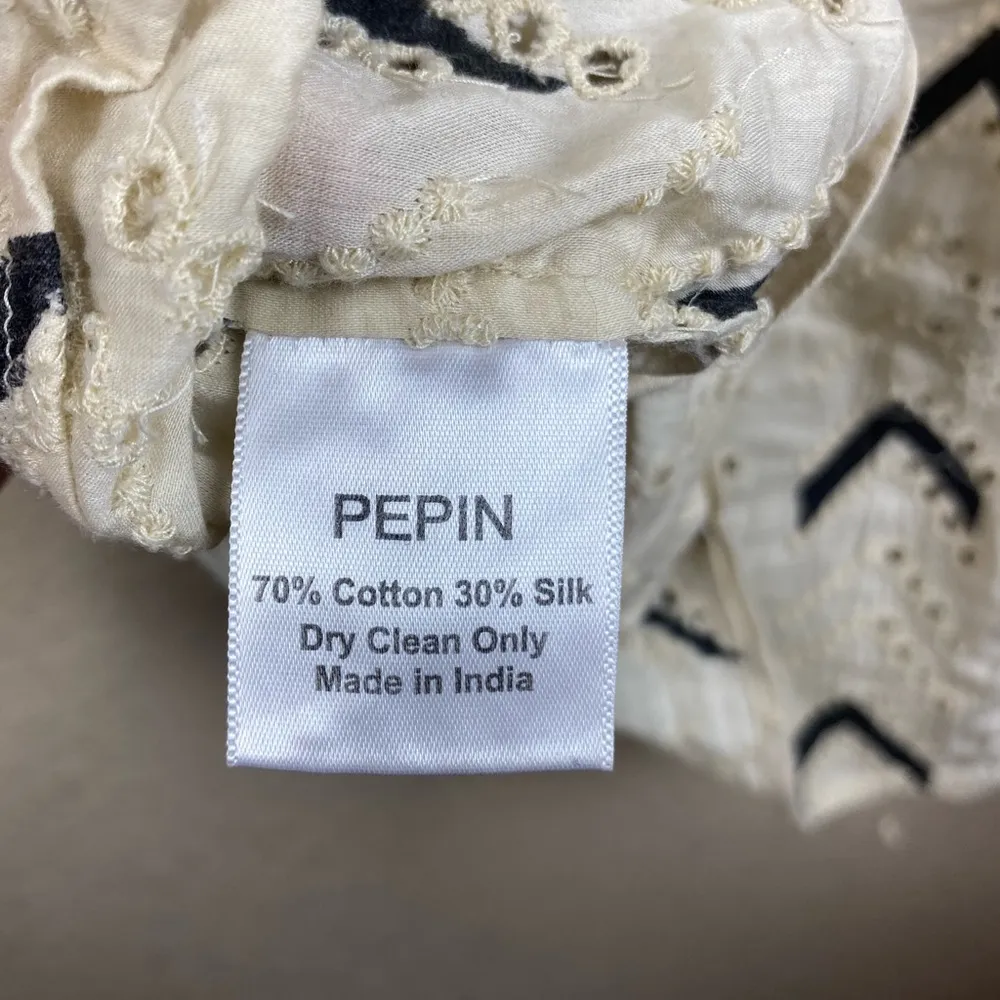 PEPIN
70% Cotton 30% Silk
Dry Clean Only
Made in India